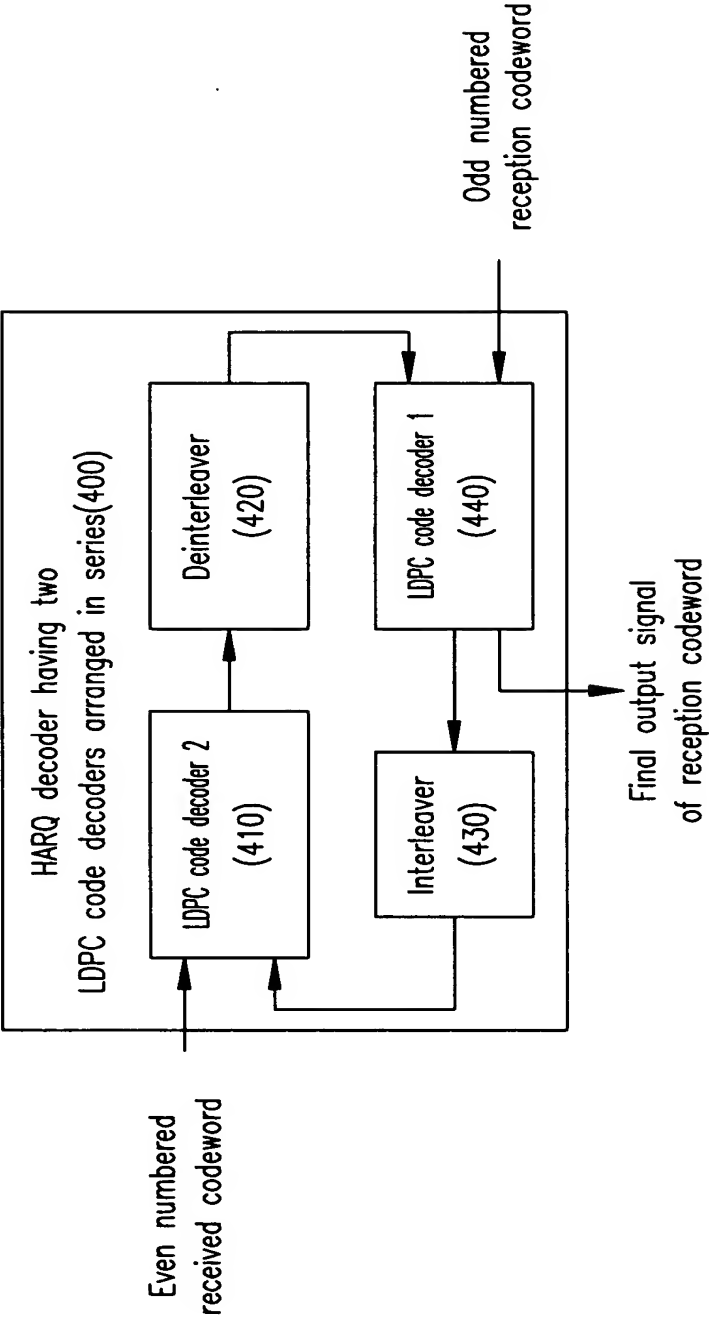 HARQ decoder having two
LDPC code decoders arranged in series(400)
Even numbered
received codeword
LDPC code decoder 2
(410)
Deinterleaver
(420)
Interleaver
(430)
LDPC code decoder 1
(440)
Odd numbered
reception codeword
Final output signal
of reception codeword